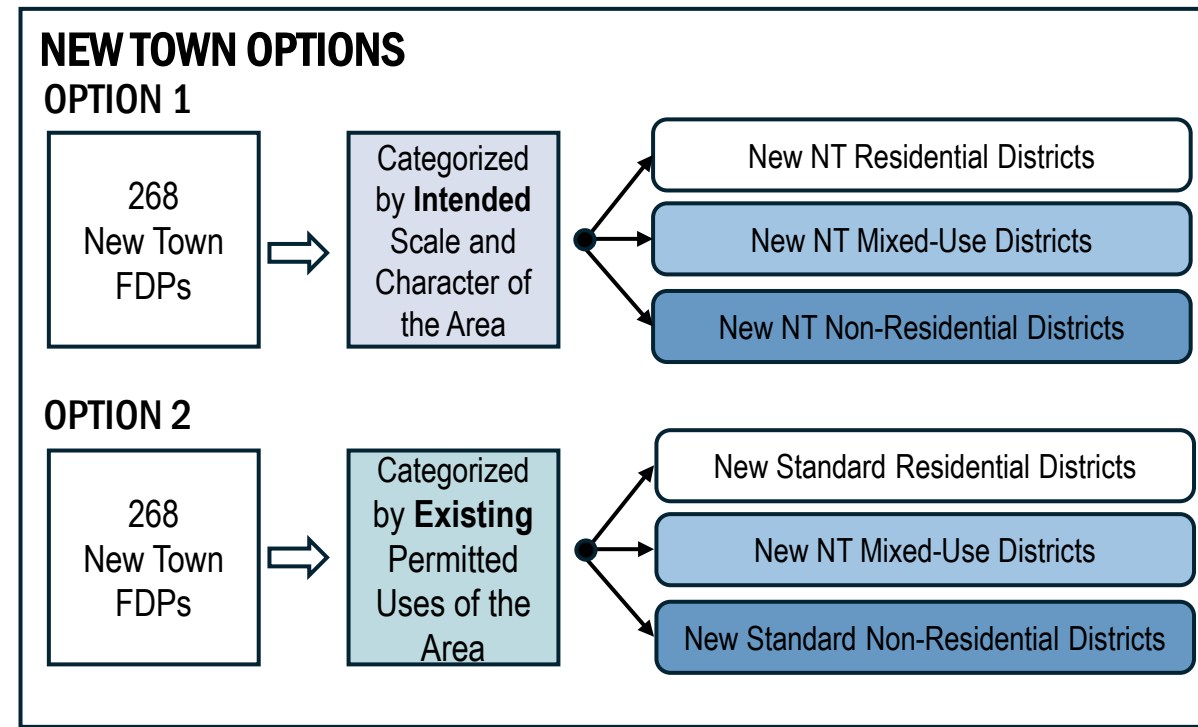 NEW TOWN OPTIONS
OPTION 1
268
New Town
FDPs
Categorized
by Intended
Scale and
Character of
the Area
New NT Residential Districts
New NT Mixed-Use Districts
New NT Non-Residential Districts
OPTION 2
268
New Town
FDPs
Categorized
by Existing
Permitted
Uses of the
Area
New Standard Residential Districts
New NT Mixed-Use Districts
New Standard Non-Residential Districts